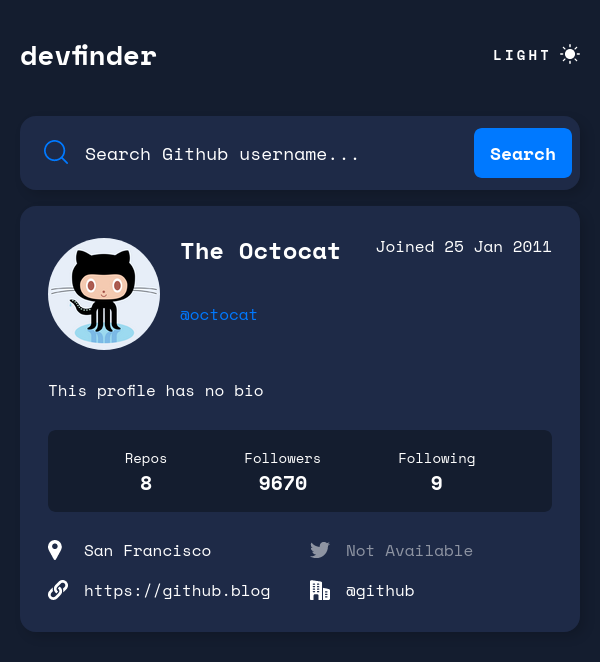 devfinder
LIGHT
Search Github username...
Search
The Octocat
Joined 25 Jan 2011
@octocat
This profile has no bio
Repos
8
Followers
9670
Following
9
San Francisco
Not Available
https://github.blog
@github